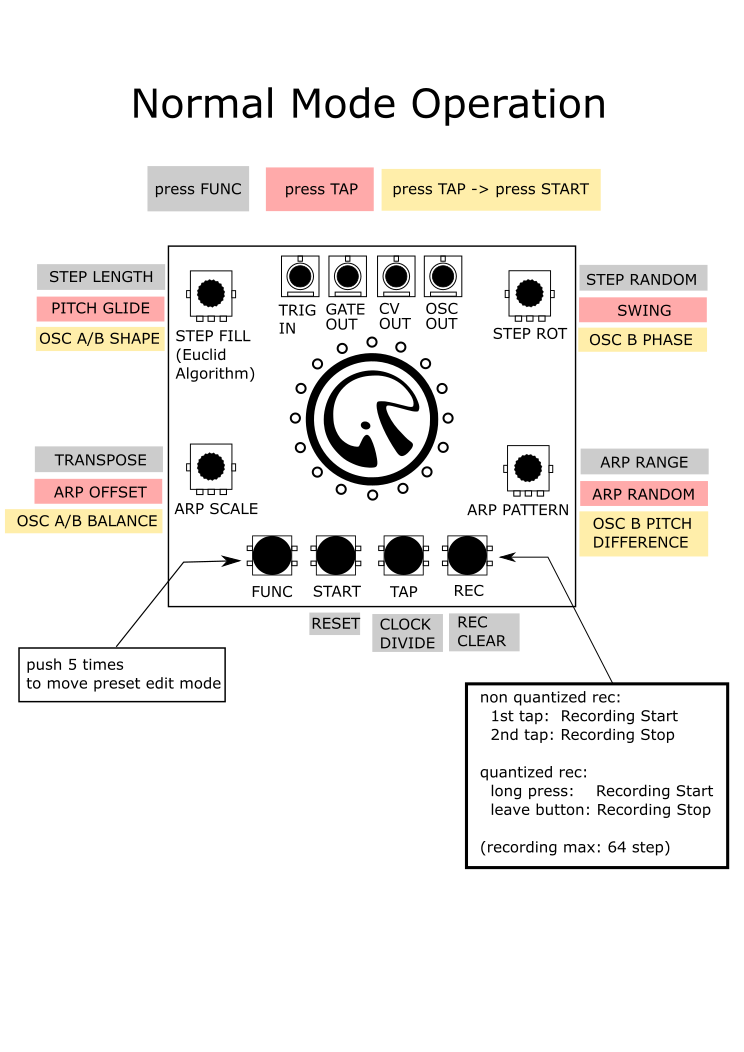 Normal Mode Operation
press FUNC
press TAP
press TAP -> press START
STEP LENGTH
PITCH GLIDE
OSC A/B SHAPE
STEP FILL
(Euclid
Algorithm)
TRIG
IN
GATE
OUT
CV
OUT
OSC
OUT
STEP ROT
STEP RANDOM
SWING
OSC B PHASE
TRANSPOSE
ARP OFFSET
OSC A/B BALANCE
ARP SCALE
ARP PATTERN
ARP RANGE
ARP RANDOM
OSC B PITCH
DIFFERENCE
FUNC
START
TAP
REC
RESET
CLOCK
DIVIDE
REC
CLEAR
push 5 times
to move preset edit mode
non quantized rec:
1st tap: Recording Start
2nd tap: Recording Stop
quantized rec:
long press: Recording Start
leave button: Recording Stop
(recording max: 64 step)